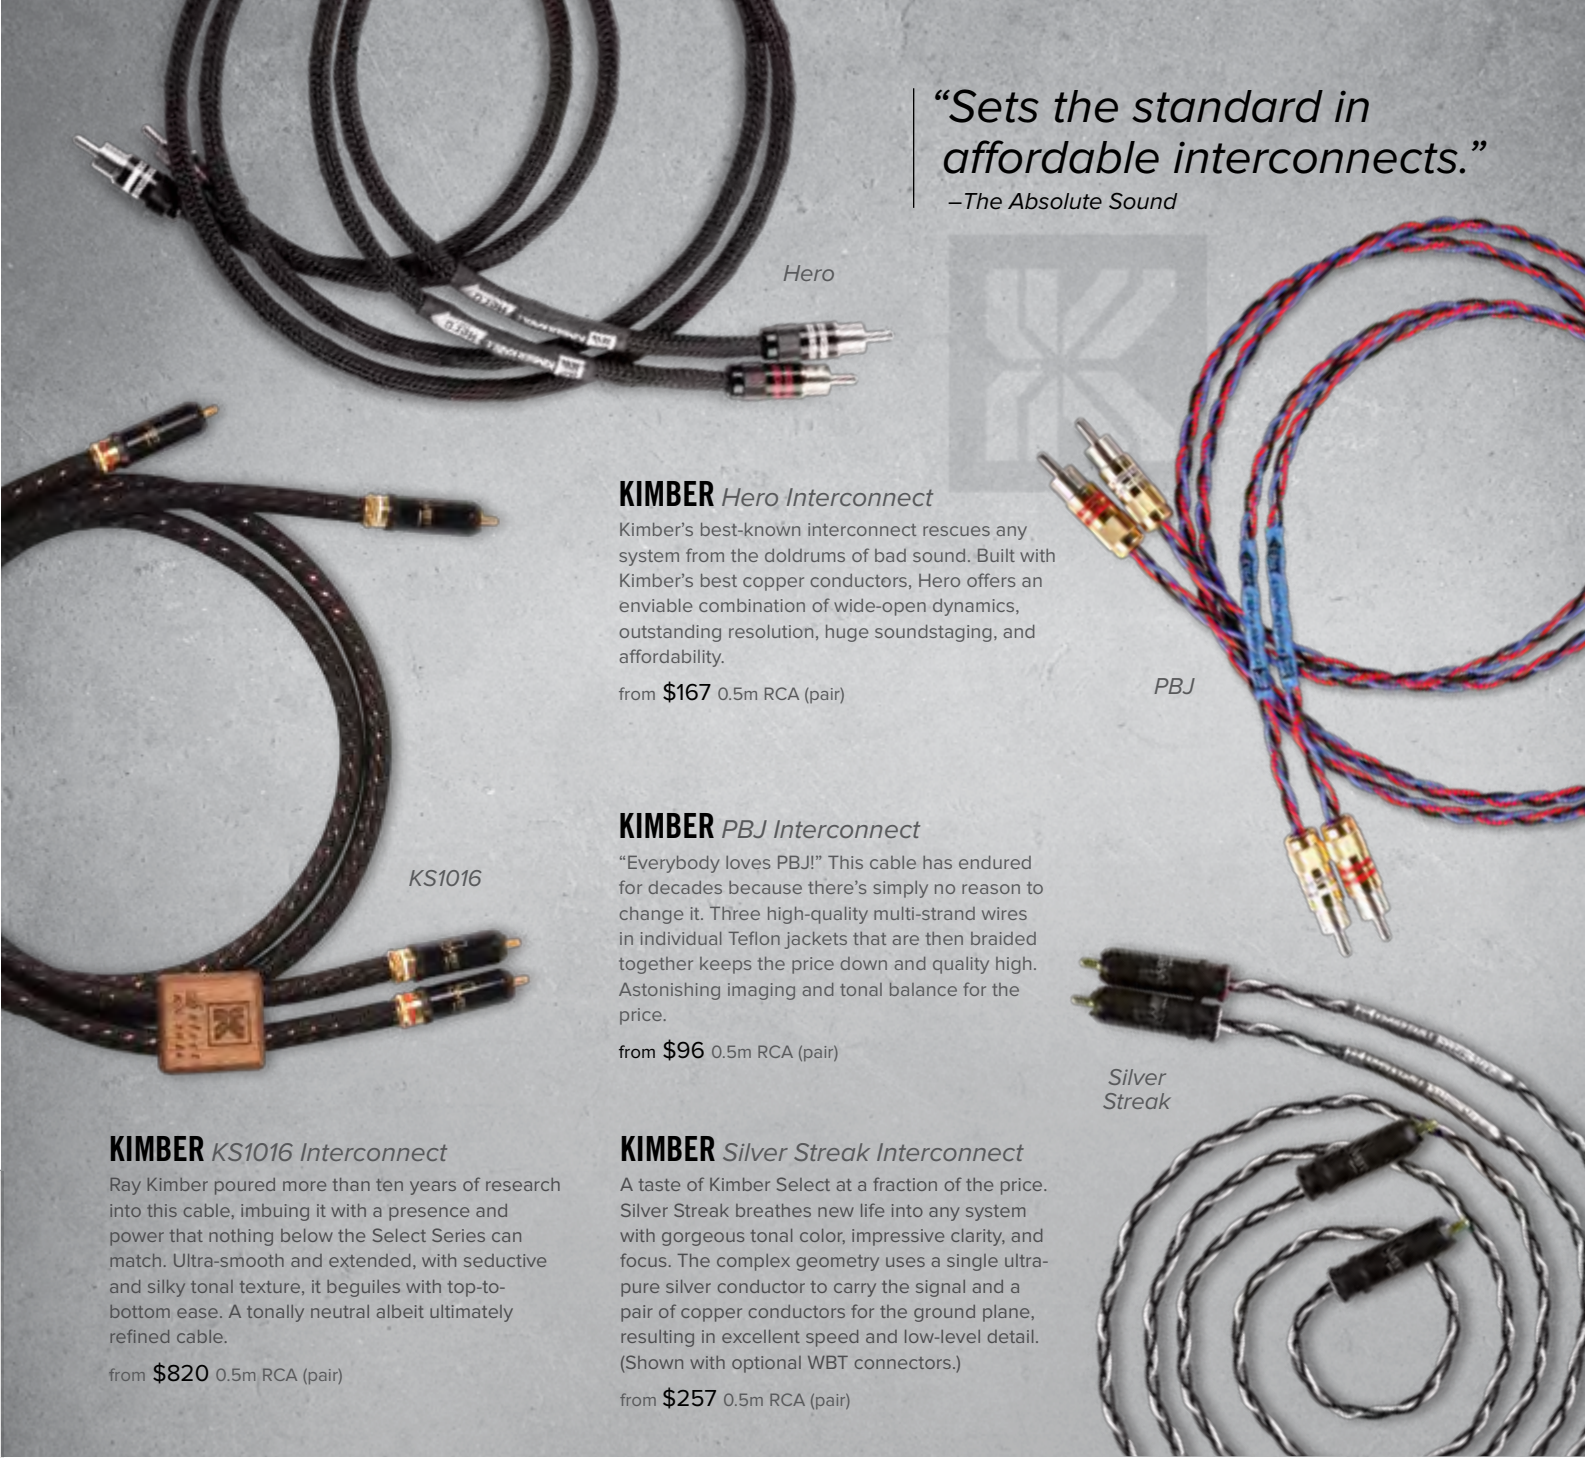 “Sets the standard in
affordable interconnects.”
–The Absolute Sound
Hero
KIMBER Hero Interconnect
Kimber’s best-known interconnect rescues any
system from the doldrums of bad sound. Built with
Kimber’s best copper conductors, Hero offers an
enviable combination of wide-open dynamics,
outstanding resolution, huge soundstaging, and
affordability.
from $167 0.5m RCA (pair)
PBJ
KIMBER PBJ Interconnect
“Everybody loves PBJ!” This cable has endured
for decades because there’s simply no reason to
change it. Three high-quality multi-strand wires
in individual Teflon jackets that are then braided
together keeps the price down and quality high.
Astonishing imaging and tonal balance for the
price.
from $96 0.5m RCA (pair)
KS1016
KIMBER KS1016 Interconnect
Ray Kimber poured more than ten years of research
into this cable, imbuing it with a presence and
power that nothing below the Select Series can
match. Ultra-smooth and extended, with seductive
and silky tonal texture, it beguiles with top-to-
bottom ease. A tonally neutral albeit ultimately
refined cable.
from $820 0.5m RCA (pair)
Silver
Streak
KIMBER Silver Streak Interconnect
A taste of Kimber Select at a fraction of the price.
Silver Streak breathes new life into any system
with gorgeous tonal color, impressive clarity, and
focus. The complex geometry uses a single ultra-
pure silver conductor to carry the signal and a
pair of copper conductors for the ground plane,
resulting in excellent speed and low-level detail.
(Shown with optional WBT connectors.)
from $257 0.5m RCA (pair)